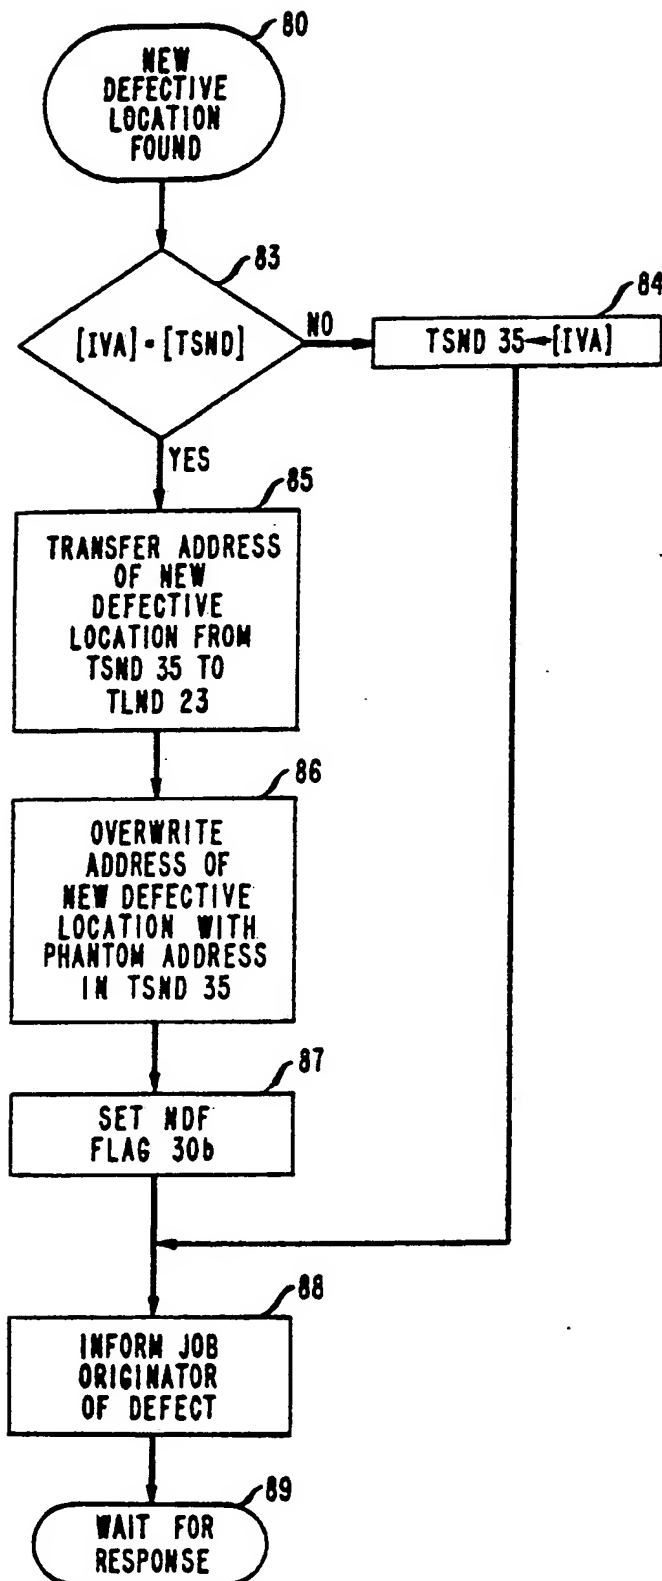 80
NEW
DEFECTIVE
LOCATION
FOUND
83
[IVA] = [TSND]
NO
84
TSND 35←[IVA]
YES
85
TRANSFER ADDRESS
OF NEW
DEFECTIVE
LOCATION FROM
TSND 35 TO
TLND 23
86
OVERWRITE
ADDRESS OF
NEW DEFECTIVE
LOCATION WITH
PHANTOM ADDRESS
IN TSND 35
87
SET NDF
FLAG 30b
88
INFORM JOB
ORIGINATOR
OF DEFECT
89
WAIT FOR
RESPONSE